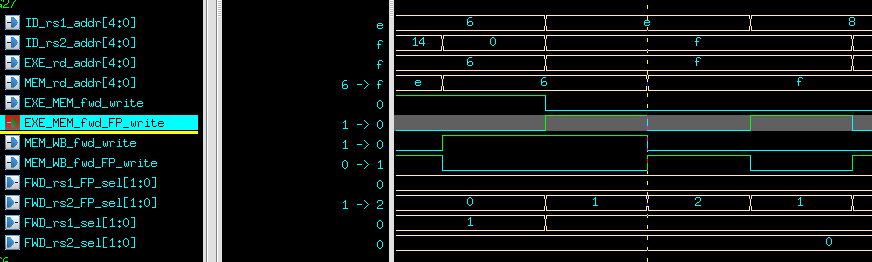 G27
ID_rs1_addr[4:0] e 6 e 8
ID_rs2_addr[4:0] f 14 0 f
EXE_rd_addr[4:0] f 6 f
MEM_rd_addr[4:0] 6 -> f e 6 f
EXE_MEM_fwd_write 0
EXE_MEM_fwd_FP_write 1 -> 0
MEM_WB_fwd_write 1 -> 0
MEM_WB_fwd_FP_write 0 -> 1
FWD_rs1_FP_sel[1:0] 0
FWD_rs2_FP_sel[1:0] 1 -> 2 0 1 2 1
FWD_rs1_sel[1:0] 0 1
FWD_rs2_sel[1:0] 0 0